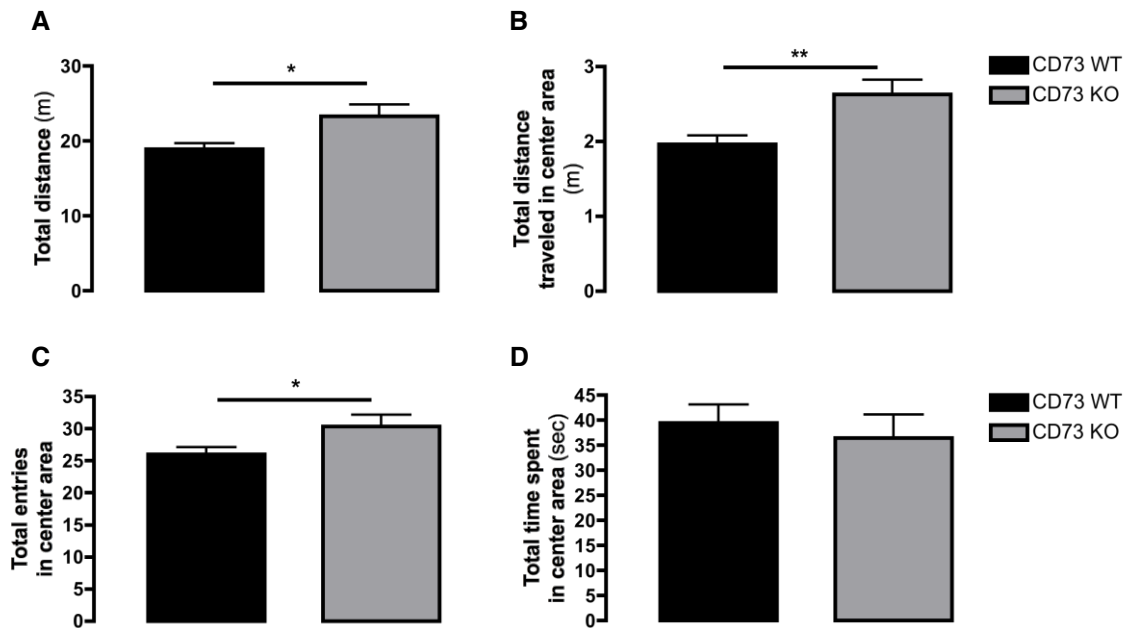 A
Total distance (m)
30
20
10
0
*
B
Total distance
traveled in center area
(m)
3
2
1
0
**
CD73 WT
CD73 KO
C
Total entries
in center area
35
30
25
20
15
10
5
0
*
D
Total time spent
in center area (sec)
45
40
35
30
25
20
15
10
5
0
CD73 WT
CD73 KO